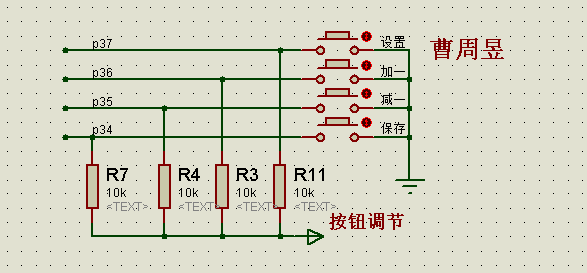 p37
设置
曹周昱
p36
加一
p35
减一
p34
保存
R7
R4
R3
R11
10k
10k
10k
10k
<TEXT>
<TEXT>
<TEXT>
<TEXT>
按钮调节